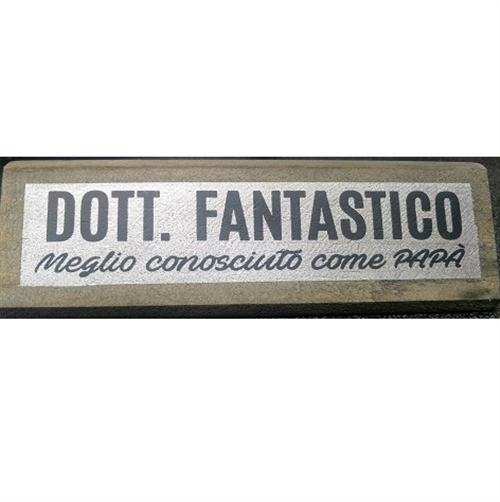 DOTT. FANTASTICO
Meglio conosciuto come PAPÀ